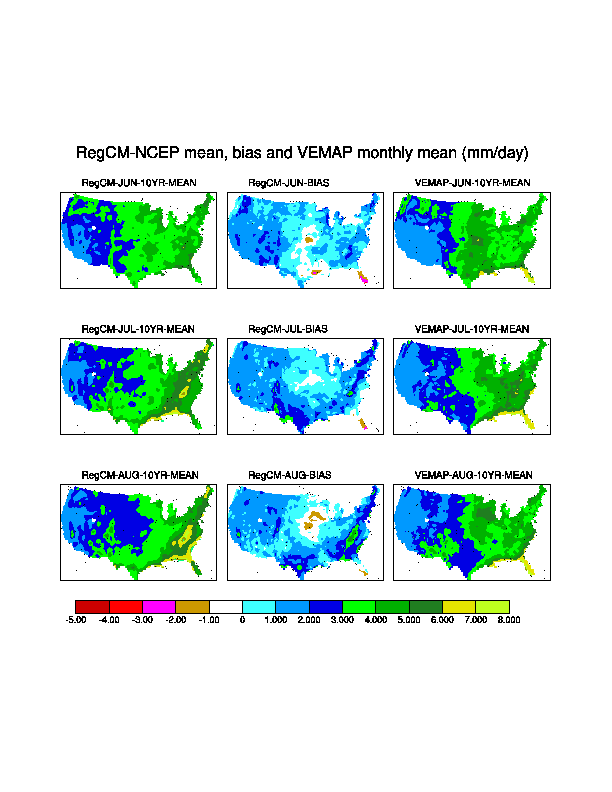 RegCM-NCEP mean, bias and VEMAP monthly mean (mm/day)
RegCM-JUN-10YR-MEAN RegCM-JUN-BIAS VEMAP-JUN-10YR-MEAN
RegCM-JUL-10YR-MEAN RegCM-JUL-BIAS VEMAP-JUL-10YR-MEAN
RegCM-AUG-10YR-MEAN RegCM-AUG-BIAS VEMAP-AUG-10YR-MEAN
-5.00 -4.00 -3.00 -2.00 -1.00 0 1.000 2.000 3.000 4.000 5.000 6.000 7.000 8.000